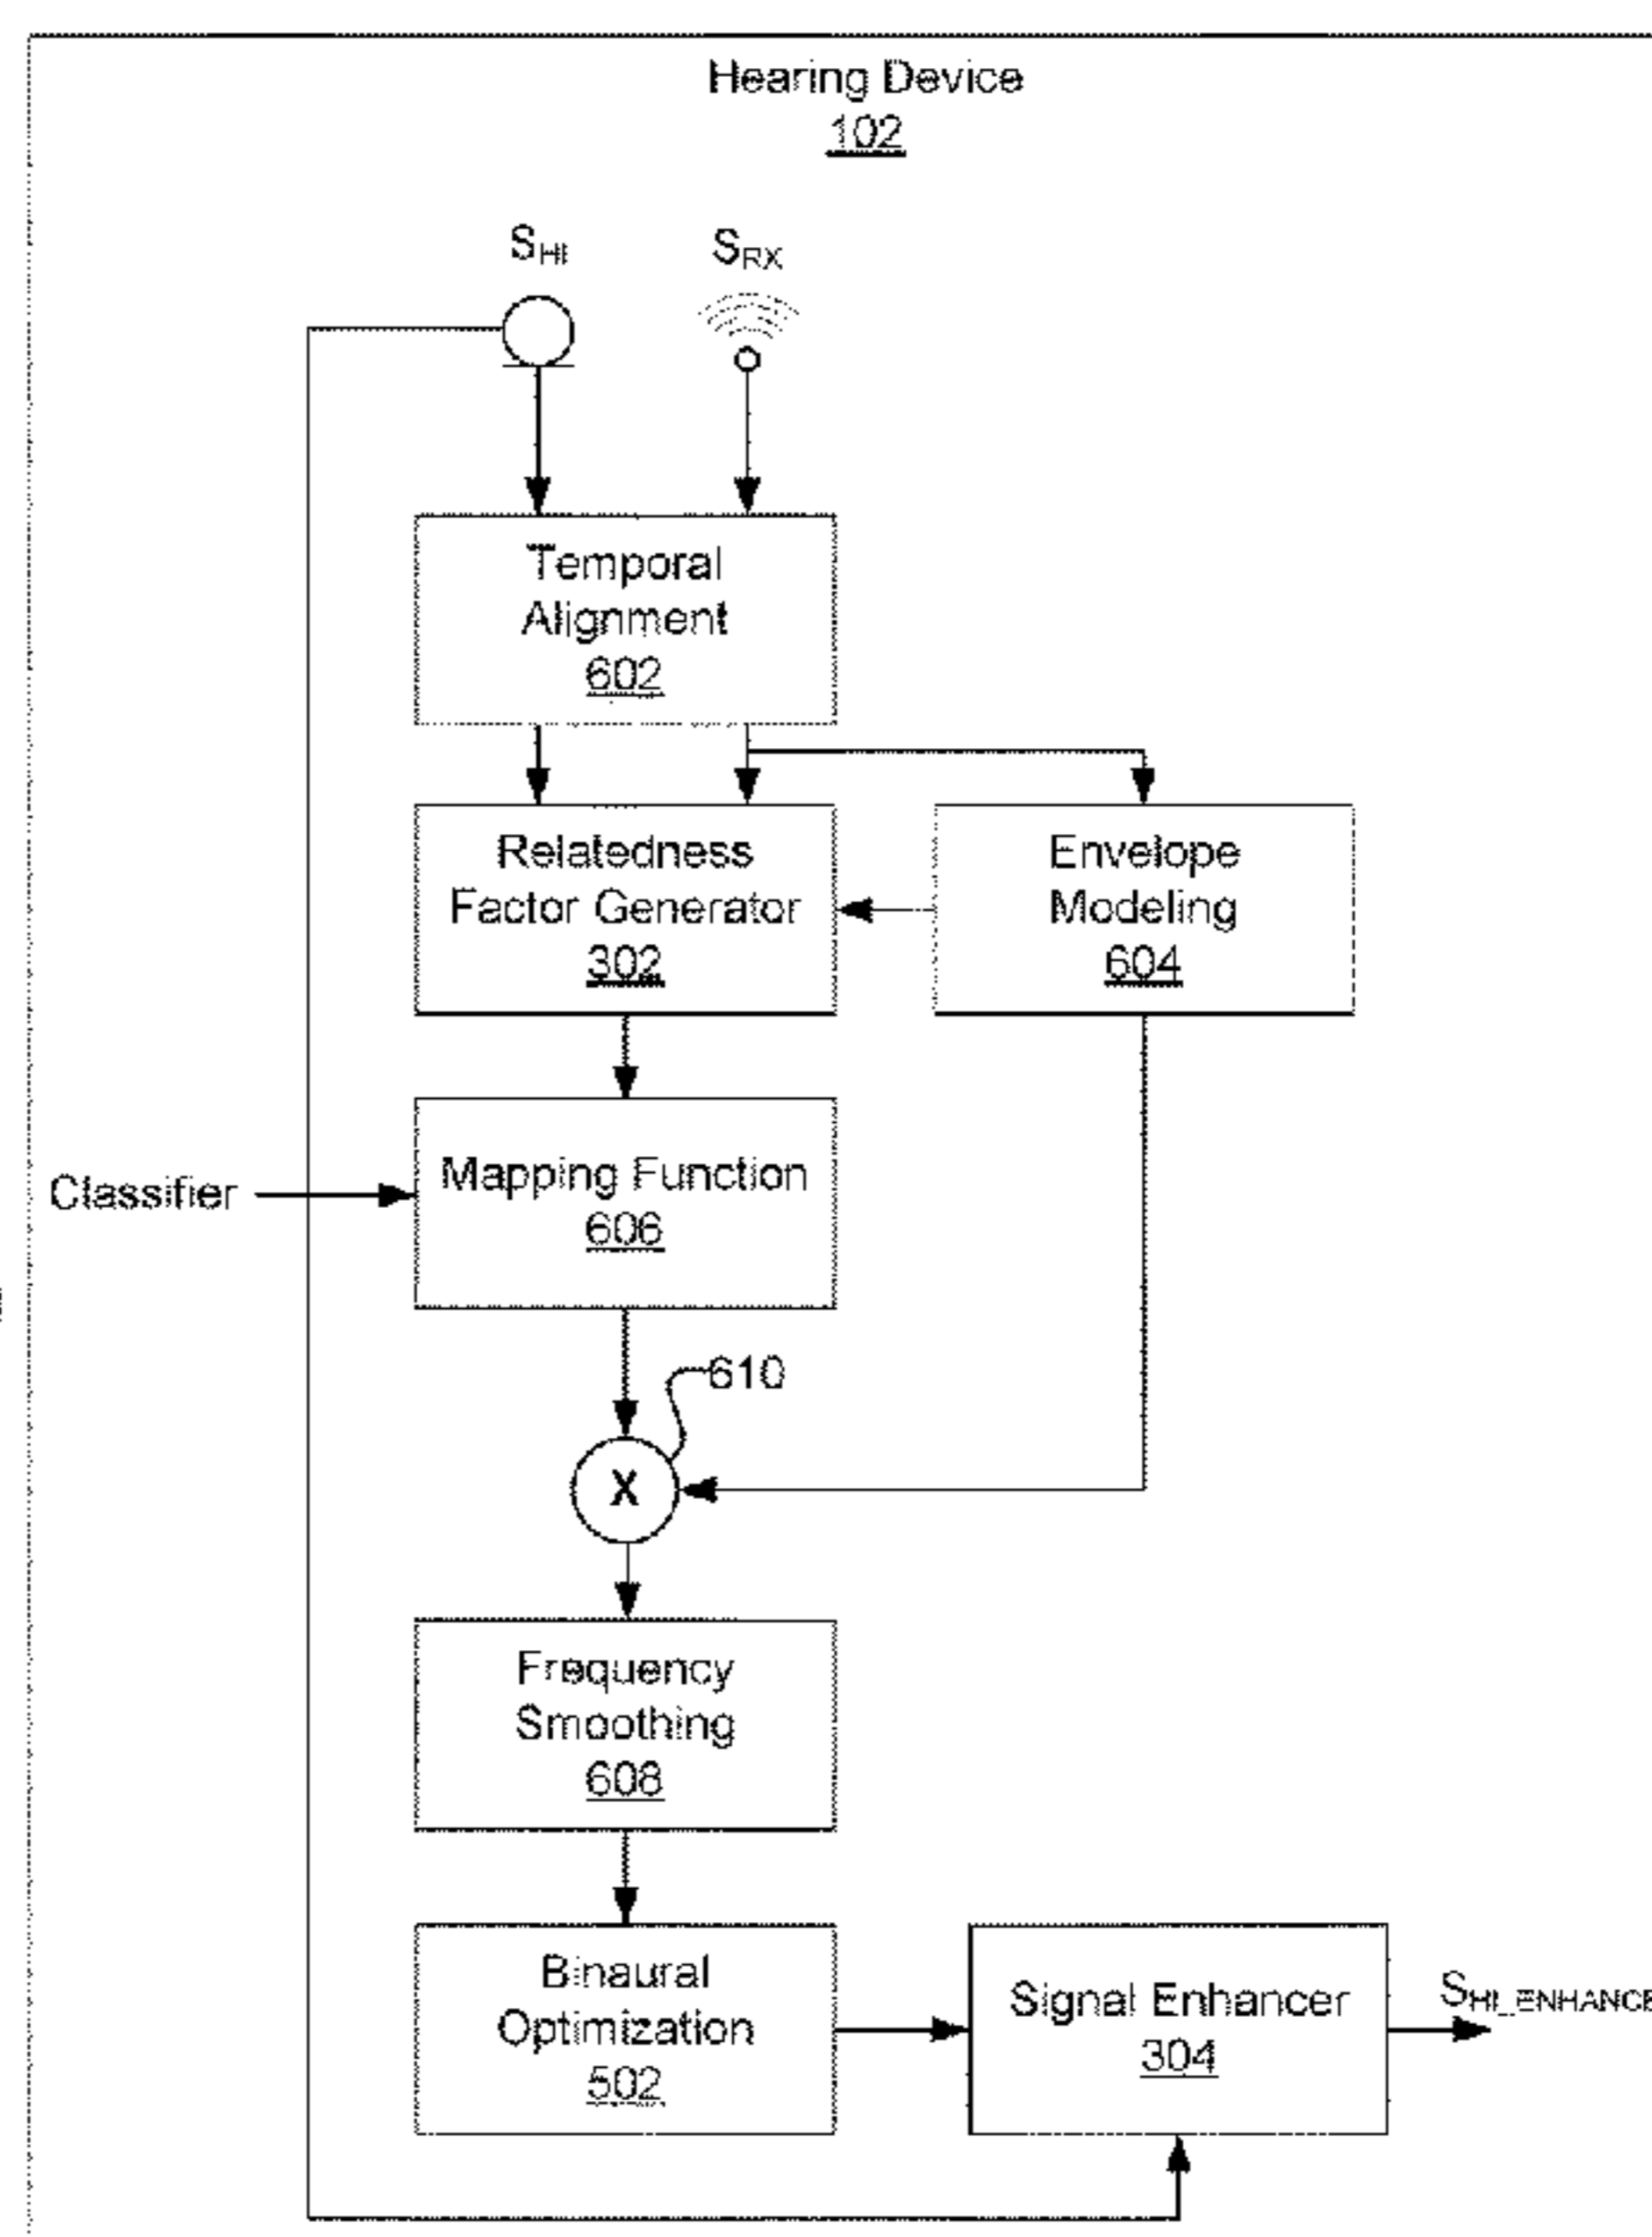 Hearing Device
102
SHI
SRX
Temporal
Alignment
602
Relatedness
Factor Generator
302
Envelope
Modeling
604
Classifier
Mapping Function
606
610
X
Frequency
Smoothing
608
Binaural
Optimization
502
Signal Enhancer
304
SHI_ENHANCE